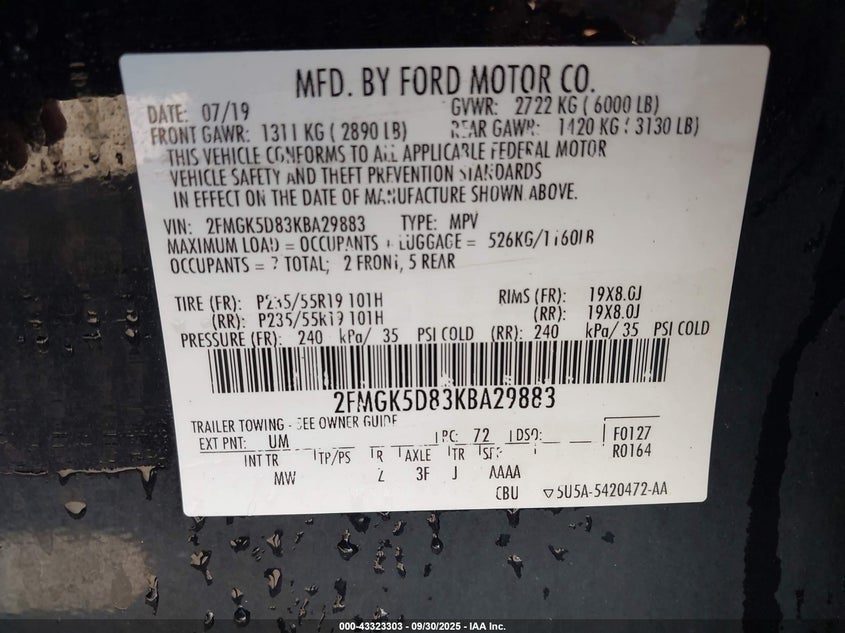 MFD. BY FORD MOTOR CO.
DATE: 07/19 GVWR: 2722 KG ( 6000 LB)
FRONT GAWR: 1311 KG ( 2890 LB) REAR GAWR: 1420 KG ( 3130 LB)
THIS VEHICLE CONFORMS TO ALL APPLICABLE FEDERAL MOTOR
VEHICLE SAFETY AND THEFT PREVENTION STANDARDS
IN EFFECT ON THE DATE OF MANUFACTURE SHOWN ABOVE.
VIN: 2FMGK5D83KBA29883 TYPE: MPV
MAXIMUM LOAD = OCCUPANTS + LUGGAGE = 526KG/1160LB
OCCUPANTS = 7 TOTAL; 2 FRONT, 5 REAR
TIRE (FR): P235/55R19 101H RIMS (FR): 19X8.0J
(RR): P235/55R19 101H (RR): 19X8.0J
PRESSURE (FR): 240 kPa/ 35 PSI COLD (RR): 240 kPa/ 35 PSI COLD
2FMGK5D83KBA29883
TRAILER TOWING - SEE OWNER GUIDE
EXT PNT: UM RC: 72 DSO: F0127
R0164
INT TR TP/PS R AXLE TR SPR
MW 3F J AAAA
CBU ▽5U5A-5420472-AA
000-43323303 - 09/30/2025 - IAA Inc.